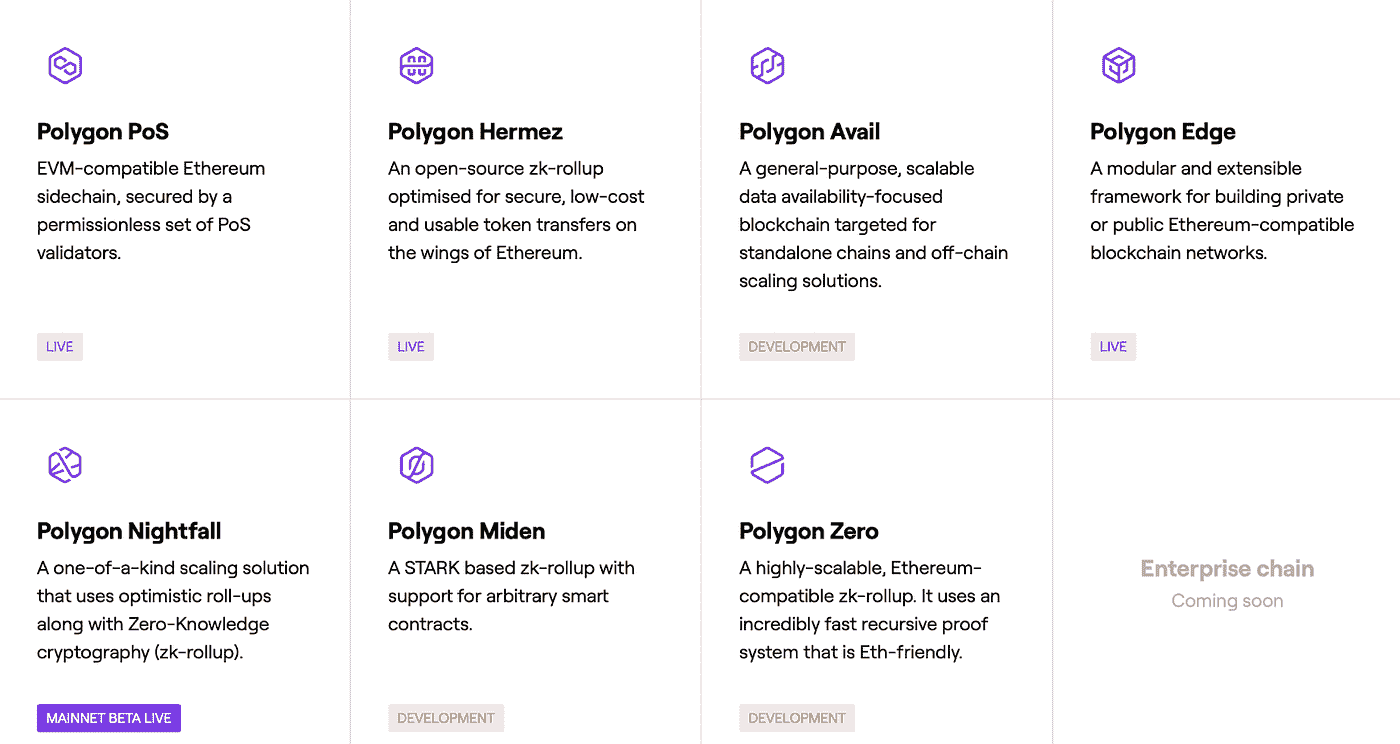 Polygon PoS
EVM-compatible Ethereum
sidechain, secured by a
permissionless set of PoS
validators.
LIVE
Polygon Hermez
An open-source zk-rollup
optimised for secure, low-cost
and usable token transfers on
the wings of Ethereum.
LIVE
Polygon Avail
A general-purpose, scalable
data availability-focused
blockchain targeted for
standalone chains and off-chain
scaling solutions.
DEVELOPMENT
Polygon Edge
A modular and extensible
framework for building private
or public Ethereum-compatible
blockchain networks.
LIVE
Polygon Nightfall
A one-of-a-kind scaling solution
that uses optimistic roll-ups
along with Zero-Knowledge
cryptography (zk-rollup).
MAINNET BETA LIVE
Polygon Miden
A STARK based zk-rollup with
support for arbitrary smart
contracts.
DEVELOPMENT
Polygon Zero
A highly-scalable, Ethereum-
compatible zk-rollup. It uses an
incredibly fast recursive proof
system that is Eth-friendly.
DEVELOPMENT
Enterprise chain
Coming soon